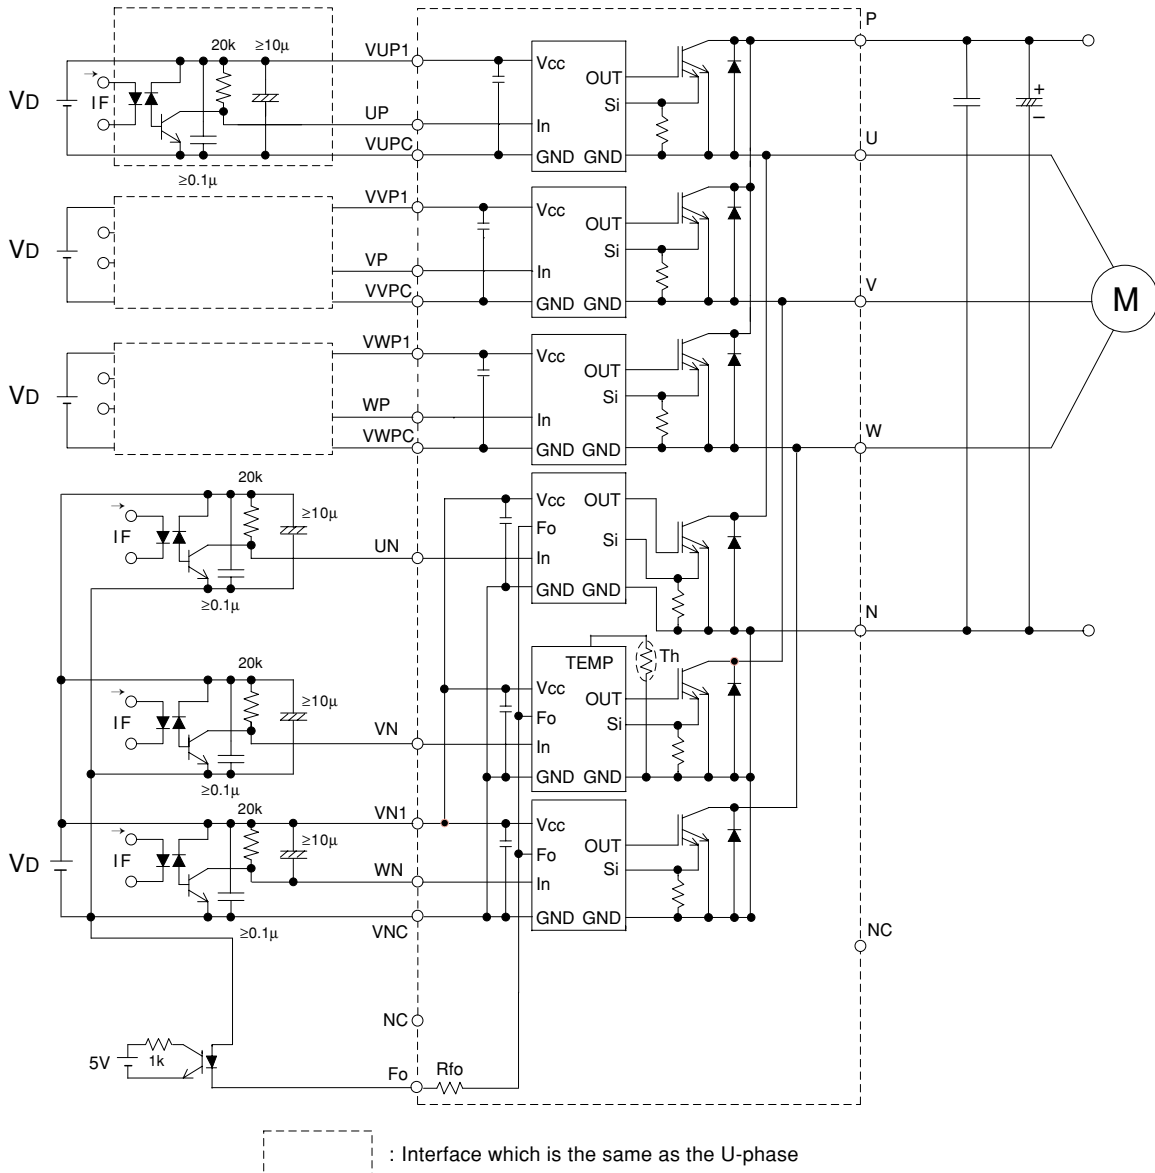 P
VUP1
20k
≥10μ
Vcc
OUT
VD
IF
Si
+
–
UP
In
U
VUPC
GND GND
≥0.1μ
VVP1
Vcc
OUT
VD
Si
VP
In
VVPC
GND GND
V
M
VWP1
Vcc
OUT
VD
Si
WP
In
VWPC
GND GND
W
20k
≥10μ
Vcc OUT
Fo
IF
Si
UN
In
GND GND
≥0.1μ
N
20k
TEMP
Th
≥10μ
Vcc
OUT
IF
Fo
Si
VN
In
GND GND
≥0.1μ
20k
VN1
Vcc
≥10μ
OUT
IF
Fo
VD
Si
WN
In
GND GND
VNC
≥0.1μ
NC
NC
5V
1k
Fo
Rfo
: Interface which is the same as the U-phase